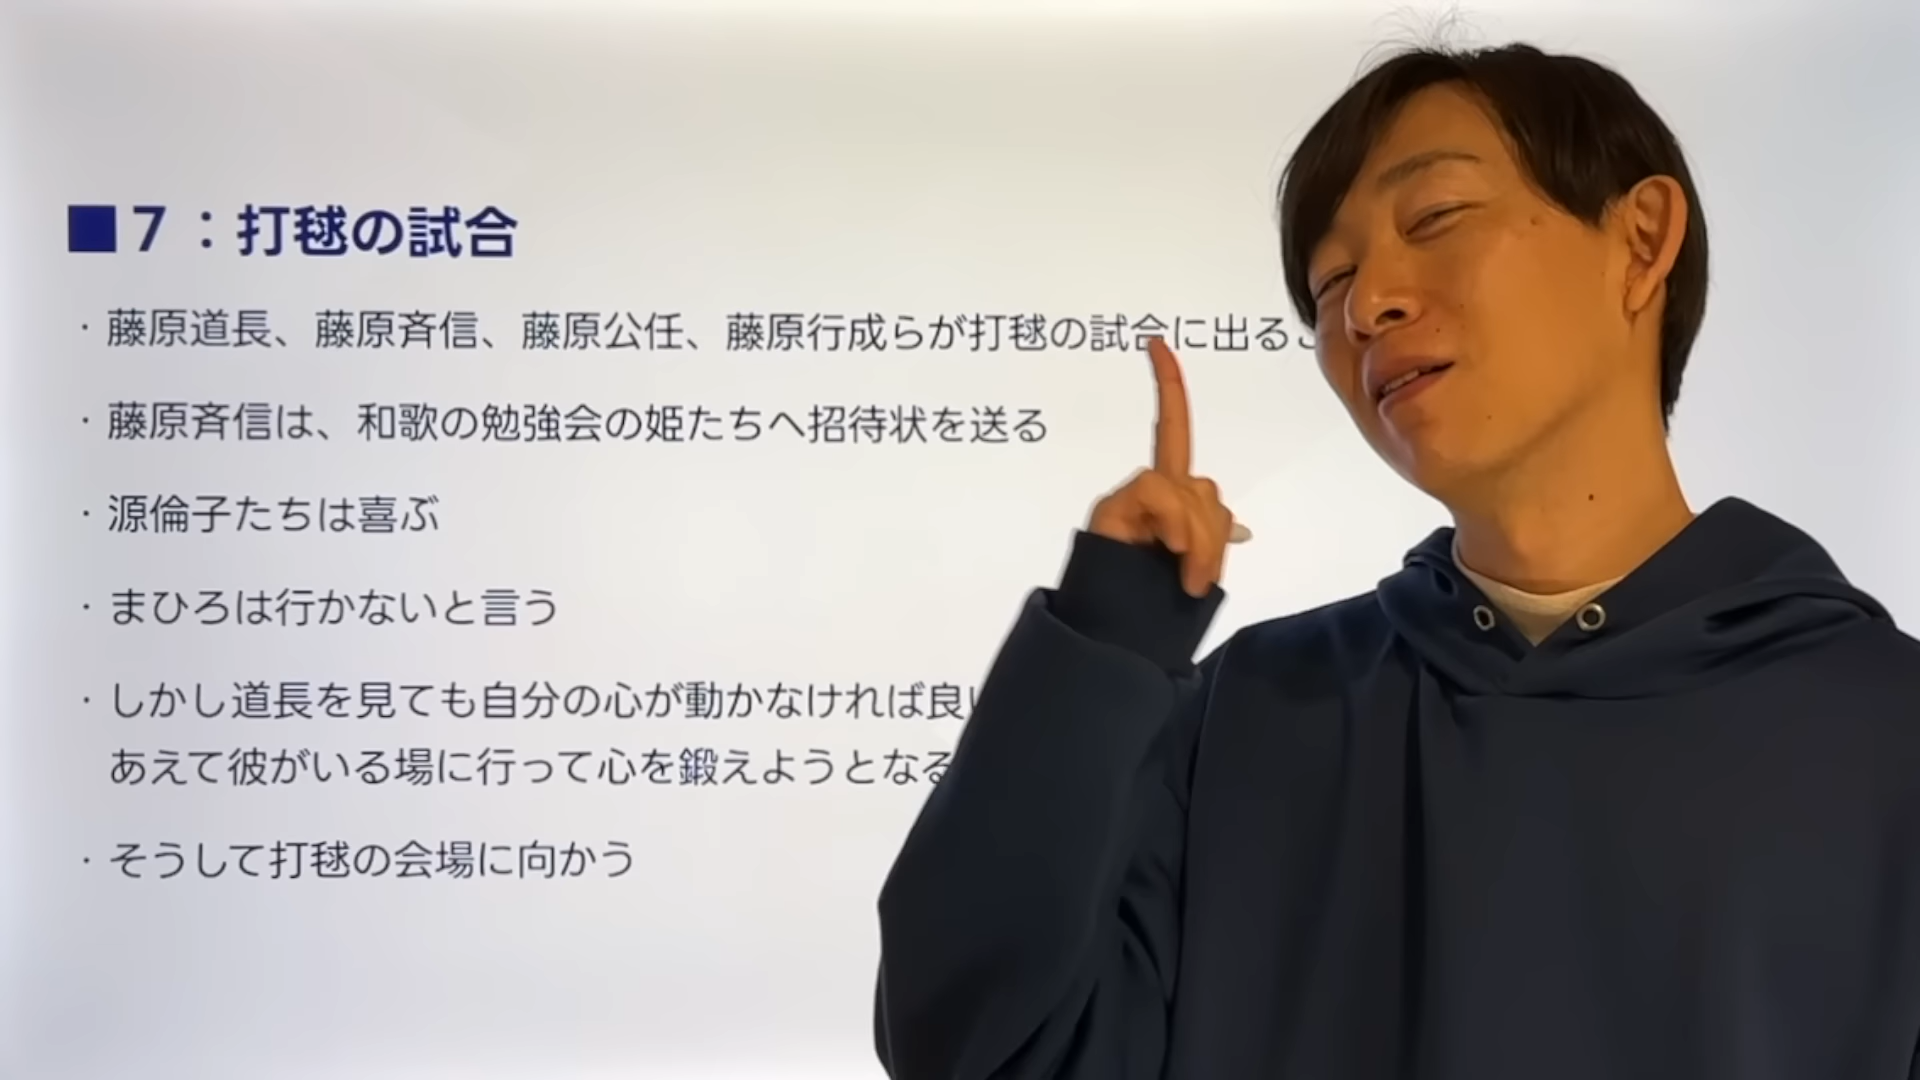 ■7：打毬の試合
・藤原道長、藤原斉信、藤原公任、藤原行成らが打毬の試合に出る
・藤原斉信は、和歌の勉強会の姫たちへ招待状を送る
・源倫子たちは喜ぶ
・まひろは行かないと言う
・しかし道長を見ても自分の心が動かなければ良い
あえて彼がいる場に行って心を鍛えようとなる
・そうして打毬の会場に向かう